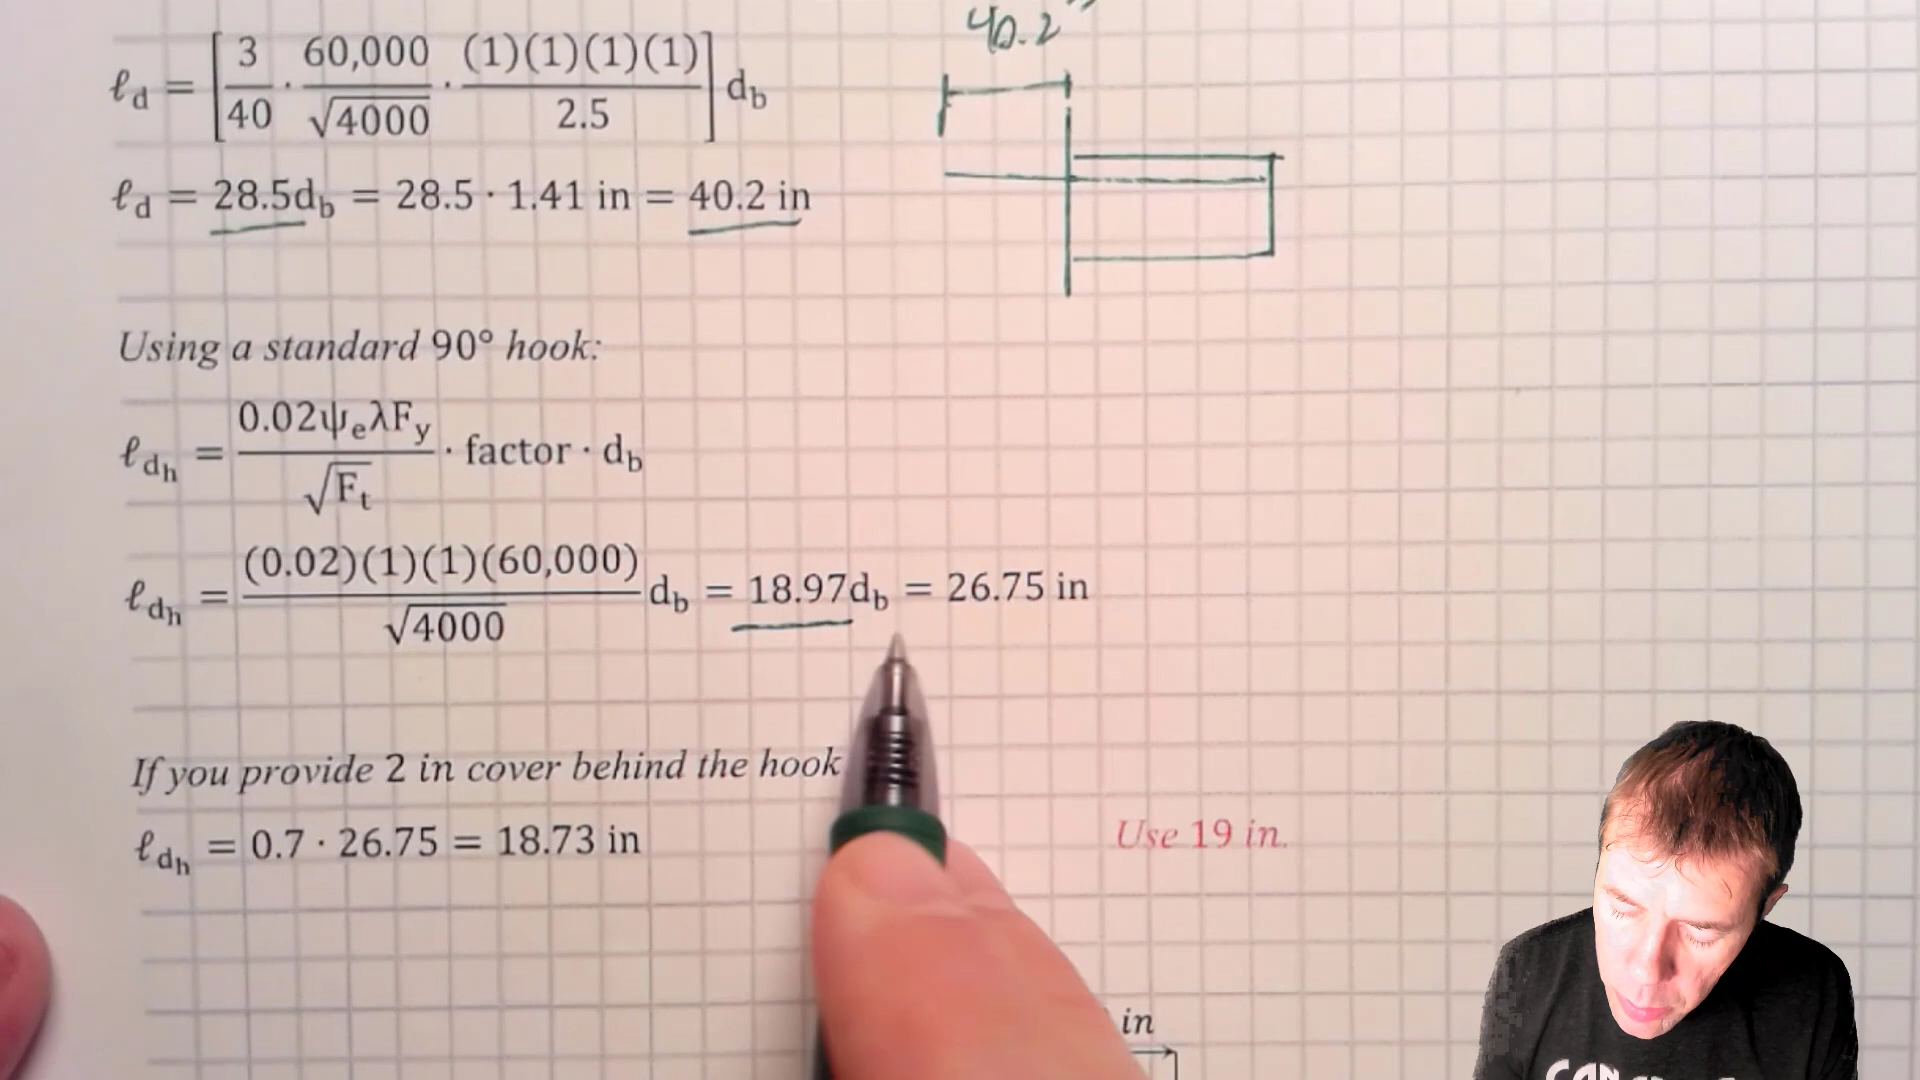 40.2"
ℓd = [3/40 · 60,000/√4000 · (1)(1)(1)(1)/2.5] db
ℓd = 28.5db = 28.5 · 1.41 in = 40.2 in
Using a standard 90° hook:
ℓdh = 0.02ψeλFy/√Ft · factor · db
ℓdh = (0.02)(1)(1)(60,000)/√4000 db = 18.97db = 26.75 in
If you provide 2 in cover behind the hook
ℓdh = 0.7 · 26.75 = 18.73 in
Use 19 in.
in